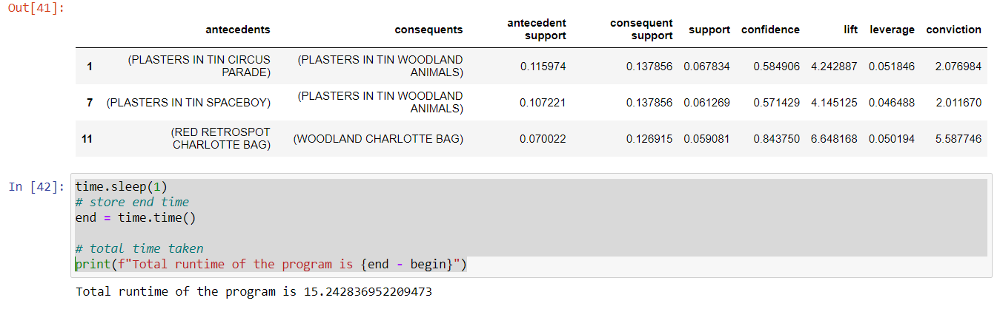 Out[41]:
antecedents consequents antecedent support consequent support support confidence lift leverage conviction
1 (PLASTERS IN TIN CIRCUS PARADE) (PLASTERS IN TIN WOODLAND ANIMALS) 0.115974 0.137856 0.067834 0.584906 4.242887 0.051846 2.076984
7 (PLASTERS IN TIN SPACEBOY) (PLASTERS IN TIN WOODLAND ANIMALS) 0.107221 0.137856 0.061269 0.571429 4.145125 0.046488 2.011670
11 (RED RETROSPOT CHARLOTTE BAG) (WOODLAND CHARLOTTE BAG) 0.070022 0.126915 0.059081 0.843750 6.648168 0.050194 5.587746
In [42]: time.sleep(1)
# store end time
end = time.time()
# total time taken
print(f"Total runtime of the program is {end - begin}")
Total runtime of the program is 15.242836952209473